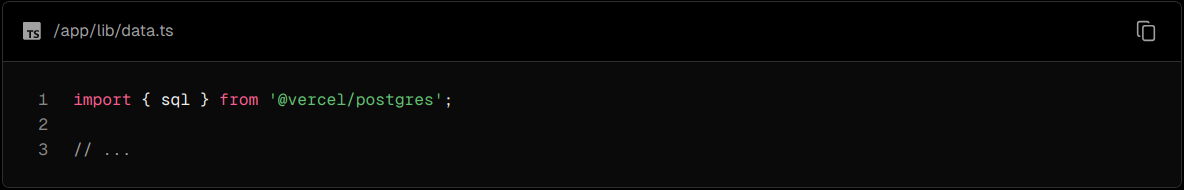 TS /app/lib/data.ts
1 import { sql } from '@vercel/postgres';
2
3 // ...